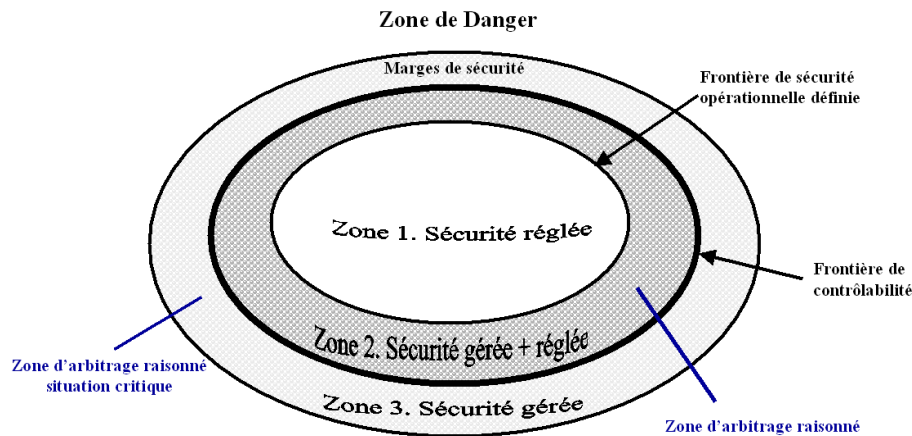 Zone de Danger
Marges de sécurité
Frontière de sécurité
opérationnelle définie
Zone 1. Sécurité réglée
Frontière de
contrôlabilité
Zone 2. Sécurité gérée + réglée
Zone d'arbitrage raisonné
situation critique
Zone 3. Sécurité gérée
Zone d'arbitrage raisonné